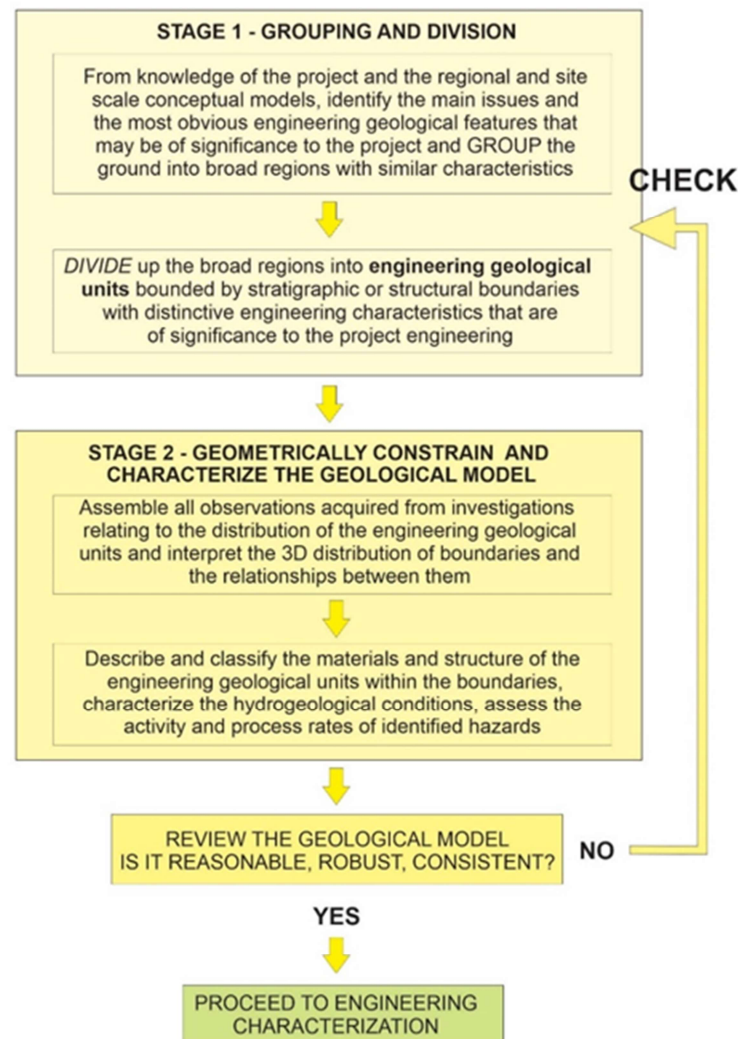 STAGE 1 - GROUPING AND DIVISION
From knowledge of the project and the regional and site
scale conceptual models, identify the main issues and
the most obvious engineering geological features that
may be of significance to the project and GROUP the
ground into broad regions with similar characteristics
CHECK
DIVIDE up the broad regions into engineering geological
units bounded by stratigraphic or structural boundaries
with distinctive engineering characteristics that are
of significance to the project engineering
STAGE 2 - GEOMETRICALLY CONSTRAIN AND
CHARACTERIZE THE GEOLOGICAL MODEL
Assemble all observations acquired from investigations
relating to the distribution of the engineering geological
units and interpret the 3D distribution of boundaries and
the relationships between them
Describe and classify the materials and structure of the
engineering geological units within the boundaries,
characterize the hydrogeological conditions, assess the
activity and process rates of identified hazards
REVIEW THE GEOLOGICAL MODEL
IS IT REASONABLE, ROBUST, CONSISTENT?
NO
YES
PROCEED TO ENGINEERING
CHARACTERIZATION